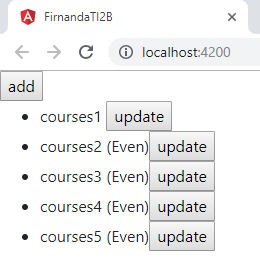 FirnandaTI2B
localhost:4200
add
courses1 update
courses2 (Even) update
courses3 (Even) update
courses4 (Even) update
courses5 (Even) update